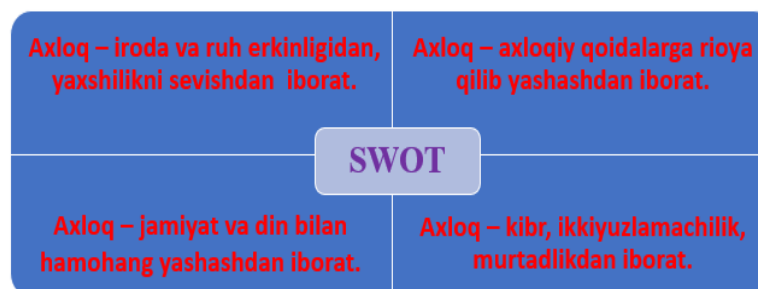 Axloq – iroda va ruh erkinligidan,
yaxshilikni sevishdan iborat.
Axloq – axloqiy qoidalarga rioya
qilib yashashdan iborat.
SWOT
Axloq – jamiyat va din bilan
hamohang yashashdan iborat.
Axloq – kibr, ikkiyuzlamachilik,
murtadlikdan iborat.